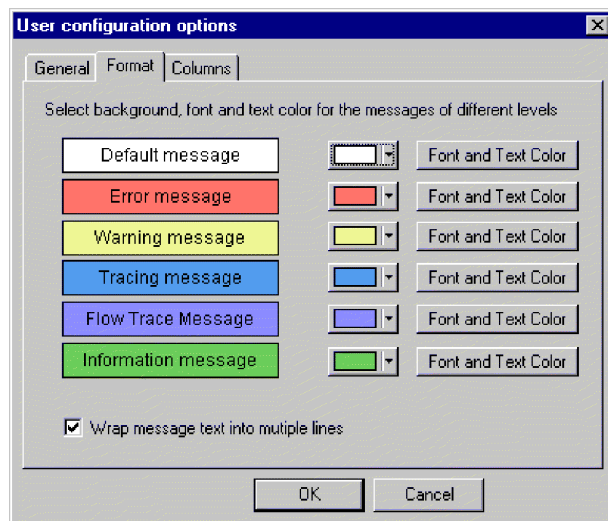 User configuration options
General Format Columns
Select background, font and text color for the messages of different levels
Default message Font and Text Color
Error message Font and Text Color
Warning message Font and Text Color
Tracing message Font and Text Color
Flow Trace Message Font and Text Color
Information message Font and Text Color
Wrap message text into mutiple lines
OK Cancel